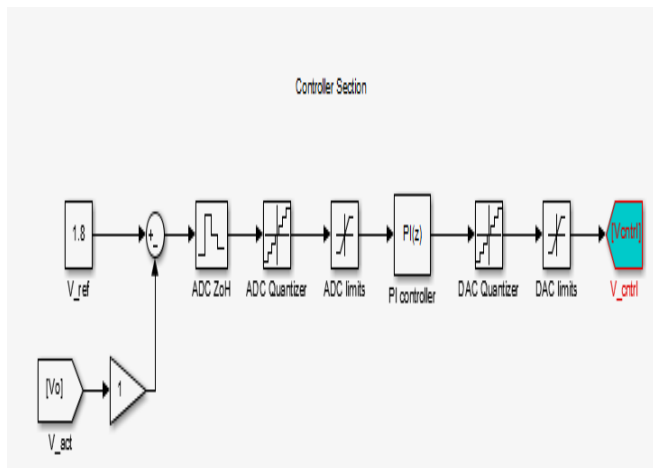 Controller Section
1.8
+
-
PI(z)
[Vcntrl]
V_ref
ADC ZoH
ADC Quantizer
ADC limits
PI controller
DAC Quantizer
DAC limits
V_cntrl
[Vo]
1
V_act